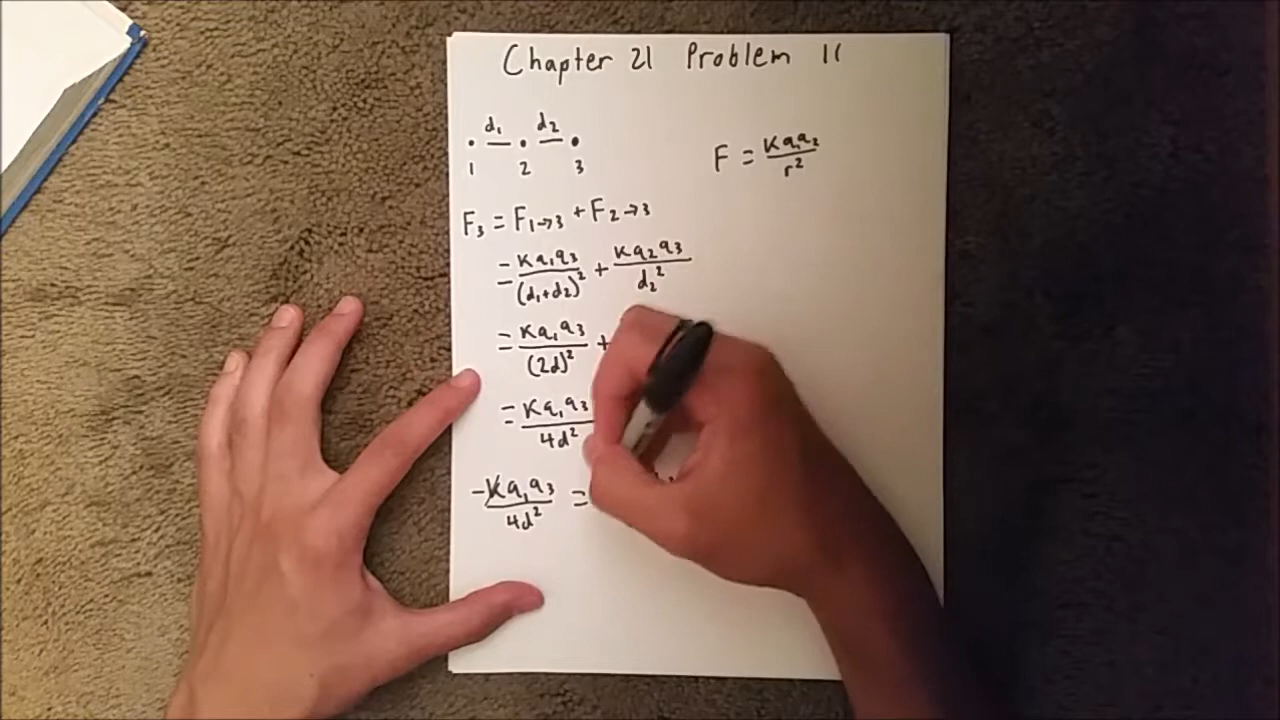 Chapter 21 Problem 11
d₁ d₂
1 2 3
F = Kq₁q₂/r²
F₃ = F₁→₃ + F₂→₃
= Kq₁q₃/(d₁+d₂)² + Kq₂q₃/d₂²
= Kq₁q₃/(2d)² +
= Kq₁q₃/4d²
-Kq₁q₃/4d² =